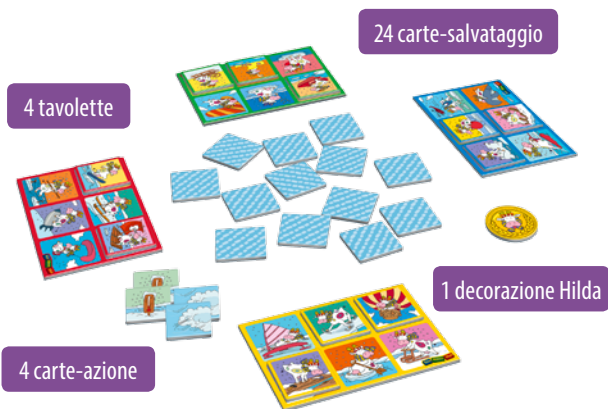 24 carte-salvataggio
4 tavolette
1 decorazione Hilda
4 carte-azione